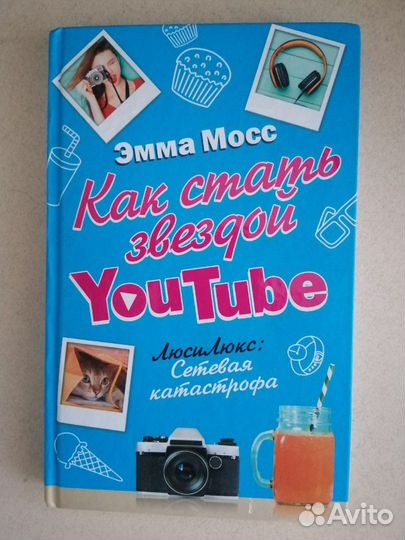 Эмма Мосс
Как стать
звездой
YouTube
ЛюсиЛюкс:
Сетевая
катастрофа
Avito